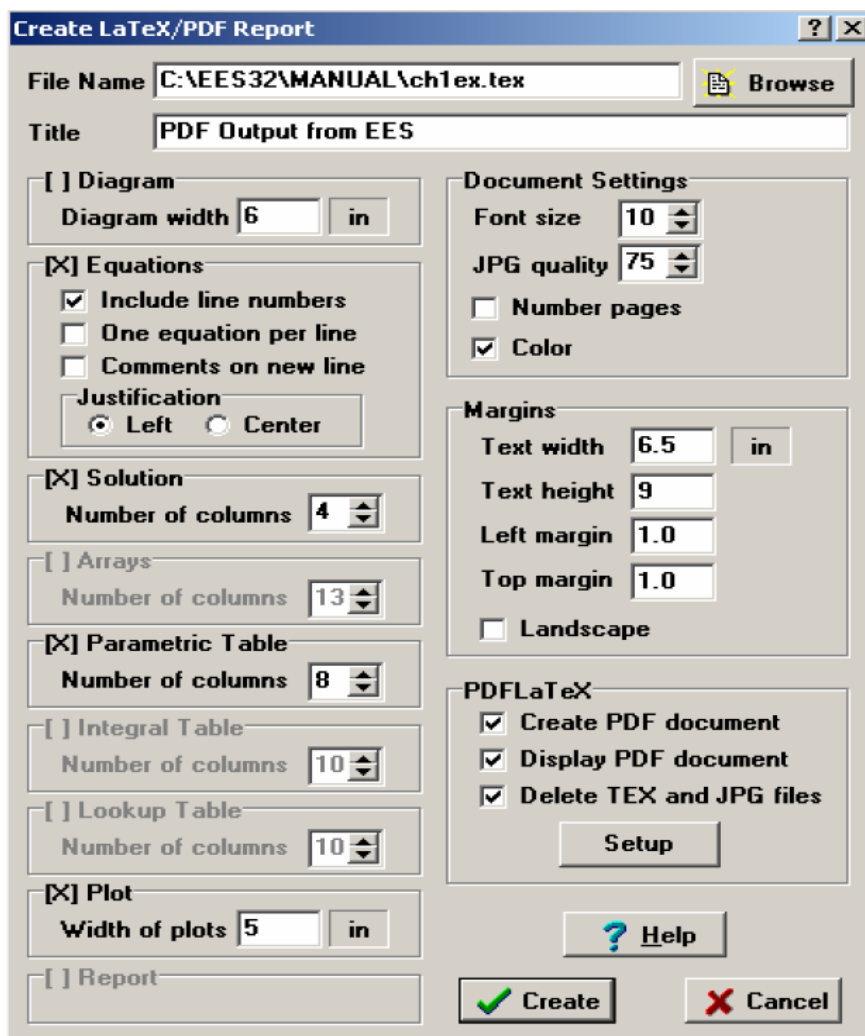 Create LaTeX/PDF Report
File Name C:\EES32\MANUAL\ch1ex.tex Browse
Title PDF Output from EES
[ ] Diagram
Diagram width 6 in
[X] Equations
Include line numbers
One equation per line
Comments on new line
Justification
Left Center
[X] Solution
Number of columns 4
[ ] Arrays
Number of columns 13
[X] Parametric Table
Number of columns 8
[ ] Integral Table
Number of columns 10
[ ] Lookup Table
Number of columns 10
[X] Plot
Width of plots 5 in
[ ] Report
Document Settings
Font size 10
JPG quality 75
Number pages
Color
Margins
Text width 6.5 in
Text height 9
Left margin 1.0
Top margin 1.0
Landscape
PDFLaTeX
Create PDF document
Display PDF document
Delete TEX and JPG files
Setup
? Help
Create Cancel